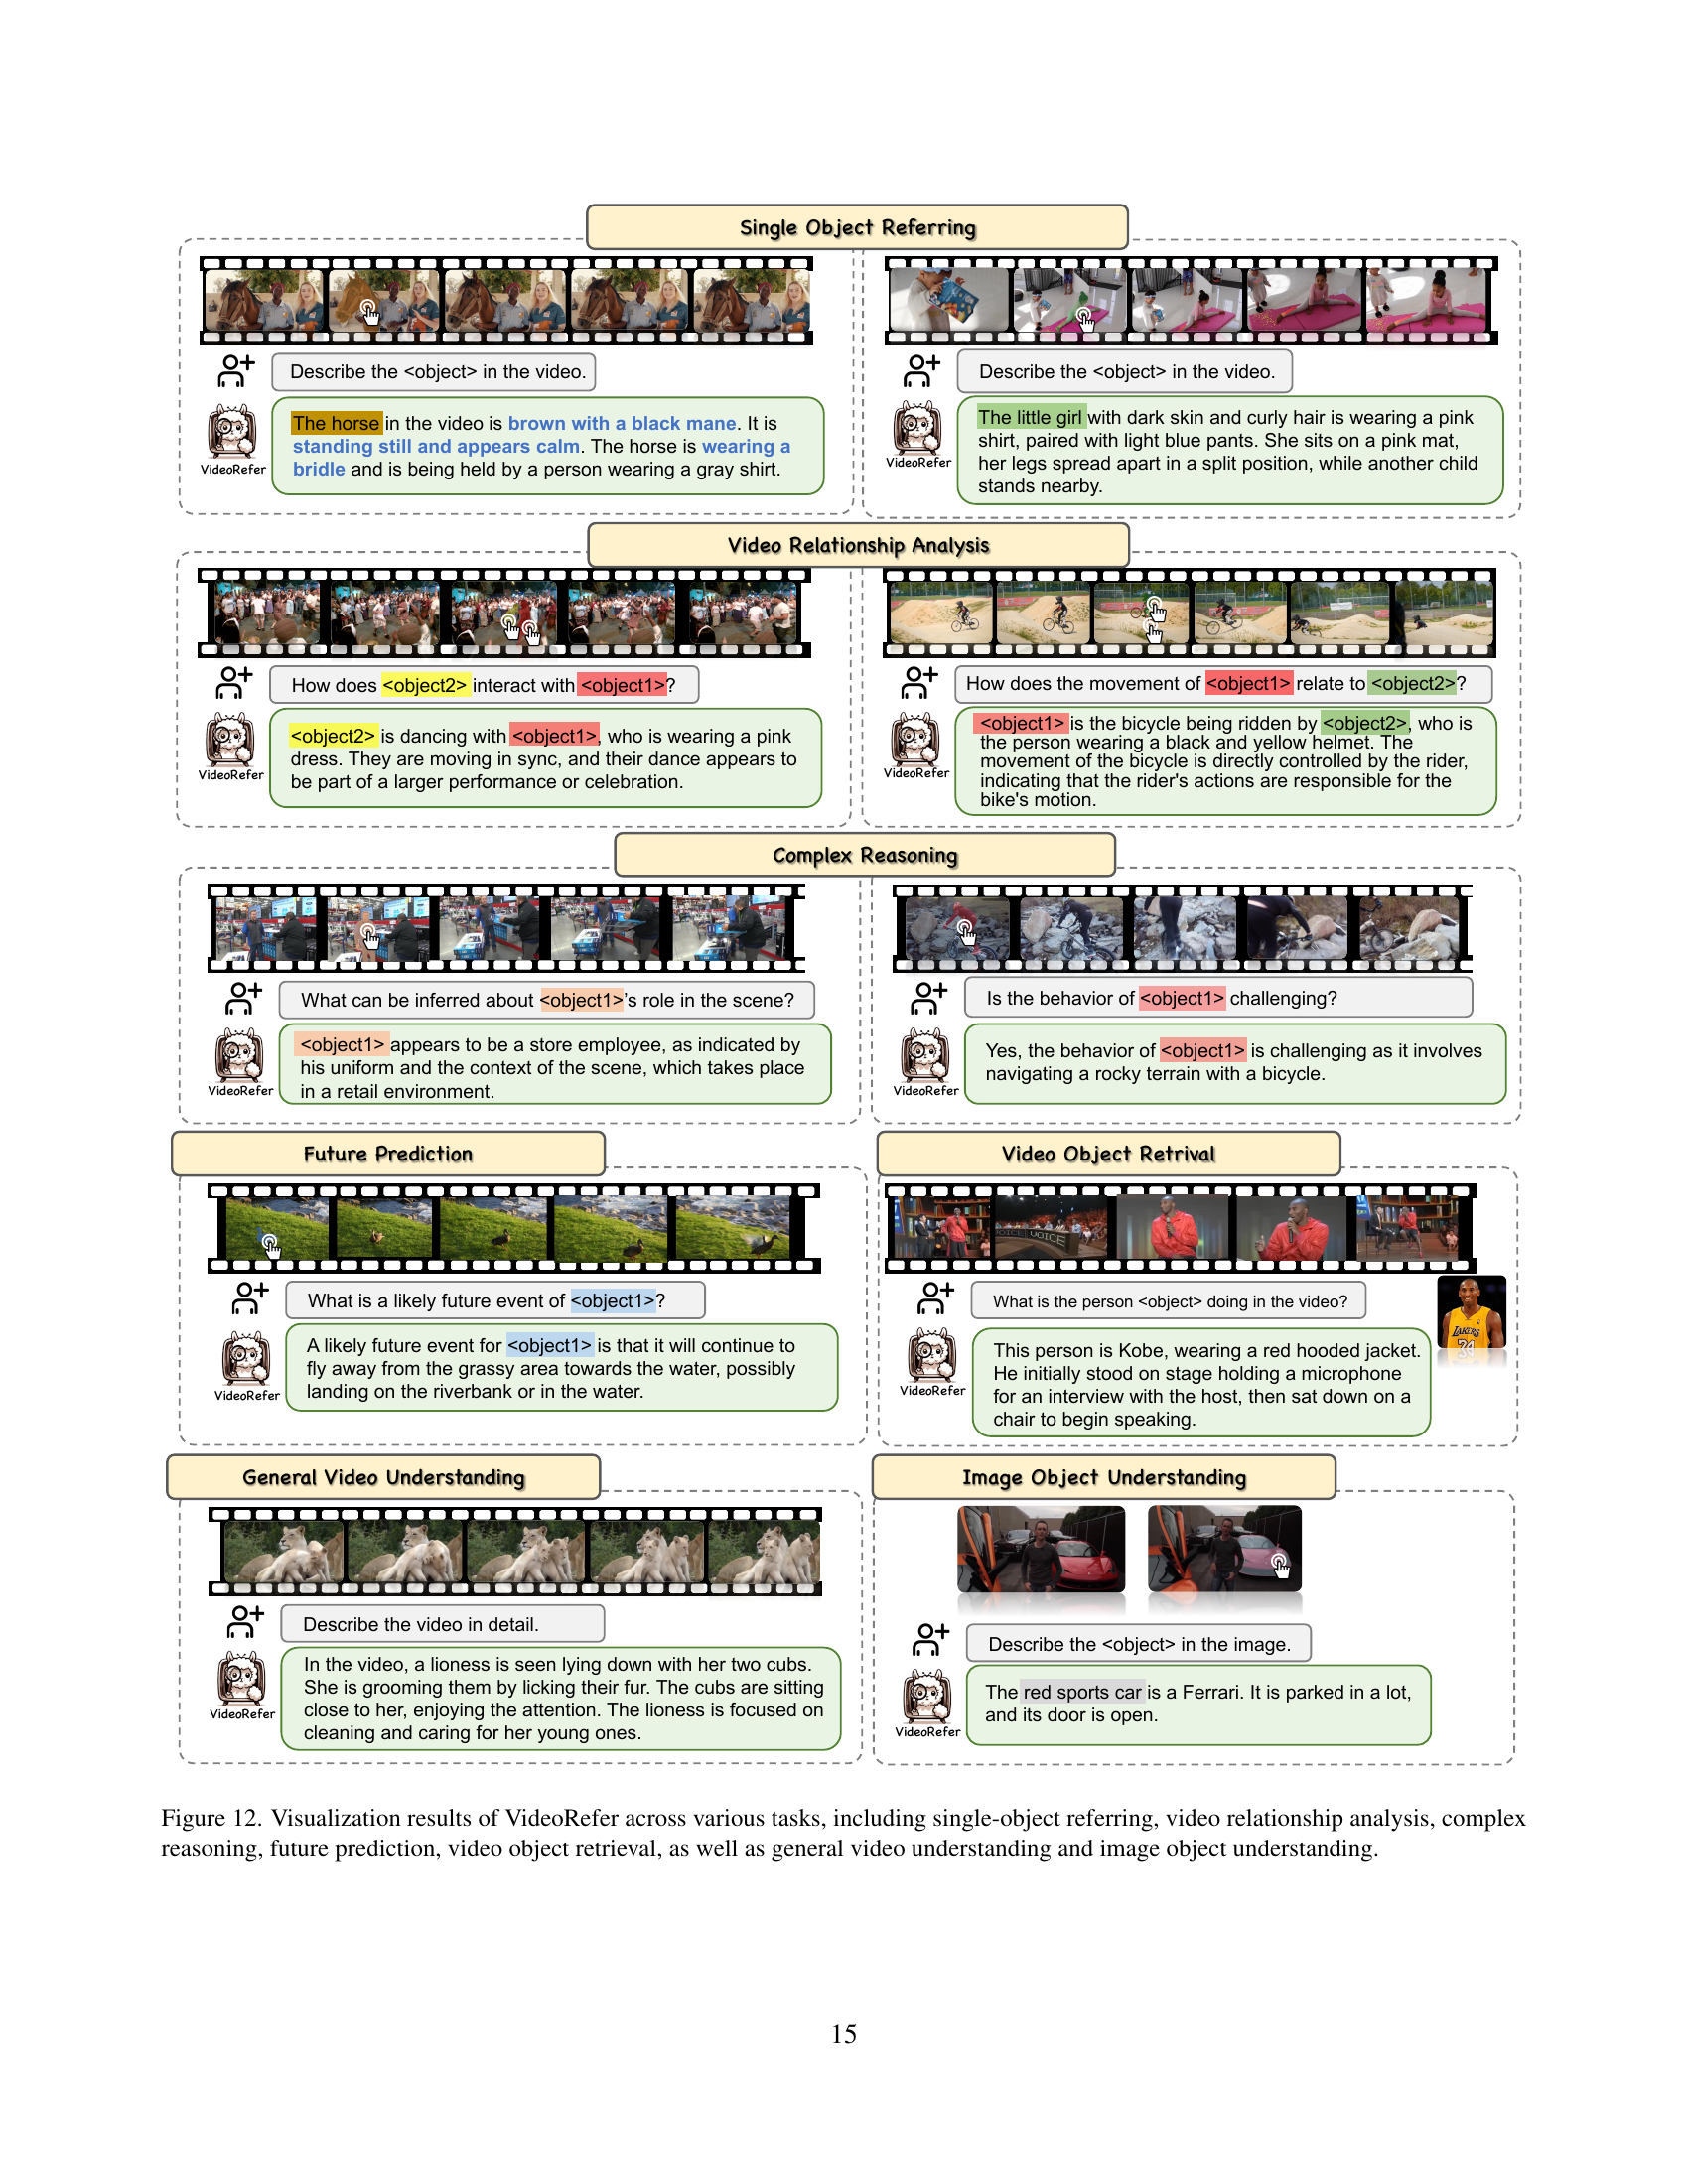 Single Object Referring
Describe the <object> in the video.
VideoRefer
The horse in the video is brown with a black mane. It is
standing still and appears calm. The horse is wearing a
bridle and is being held by a person wearing a gray shirt.
Describe the <object> in the video.
VideoRefer
The little girl with dark skin and curly hair is wearing a pink
shirt, paired with light blue pants. She sits on a pink mat,
her legs spread apart in a split position, while another child
stands nearby.
Video Relationship Analysis
How does <object2> interact with <object1>?
VideoRefer
<object2> is dancing with <object1>, who is wearing a pink
dress. They are moving in sync, and their dance appears to
be part of a larger performance or celebration.
How does the movement of <object1> relate to <object2>?
VideoRefer
<object1> is the bicycle being ridden by <object2>, who is
the person wearing a black and yellow helmet. The
movement of the bicycle is directly controlled by the rider,
indicating that the rider's actions are responsible for the
bike's motion.
Complex Reasoning
What can be inferred about <object1>'s role in the scene?
VideoRefer
<object1> appears to be a store employee, as indicated by
his uniform and the context of the scene, which takes place
in a retail environment.
Is the behavior of <object1> challenging?
VideoRefer
Yes, the behavior of <object1> is challenging as it involves
navigating a rocky terrain with a bicycle.
Future Prediction
What is a likely future event of <object1>?
VideoRefer
A likely future event for <object1> is that it will continue to
fly away from the grassy area towards the water, possibly
landing on the riverbank or in the water.
Video Object Retrival
VOICE
What is the person <object> doing in the video?
LAKERS
24
VideoRefer
This person is Kobe, wearing a red hooded jacket.
He initially stood on stage holding a microphone
for an interview with the host, then sat down on a
chair to begin speaking.
General Video Understanding
Describe the video in detail.
VideoRefer
In the video, a lioness is seen lying down with her two cubs.
She is grooming them by licking their fur. The cubs are sitting
close to her, enjoying the attention. The lioness is focused on
cleaning and caring for her young ones.
Image Object Understanding
Describe the <object> in the image.
VideoRefer
The red sports car is a Ferrari. It is parked in a lot,
and its door is open.
Figure 12. Visualization results of VideoRefer across various tasks, including single-object referring, video relationship analysis, complex
reasoning, future prediction, video object retrieval, as well as general video understanding and image object understanding.
15